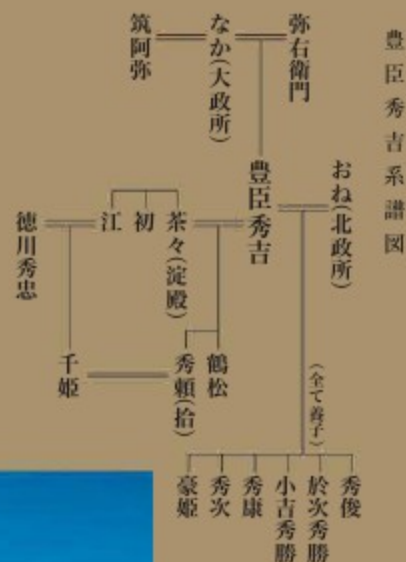 豊臣秀吉系譜図
弥右衛門
なか(大政所)
筑阿弥
おね(北政所)
豊臣秀吉
茶々(淀殿)
初
江
徳川秀忠
鶴松
秀頼(拾)
千姫
(全て養子)
秀俊
於次秀勝
小吉秀勝
秀康
秀次
豪姫